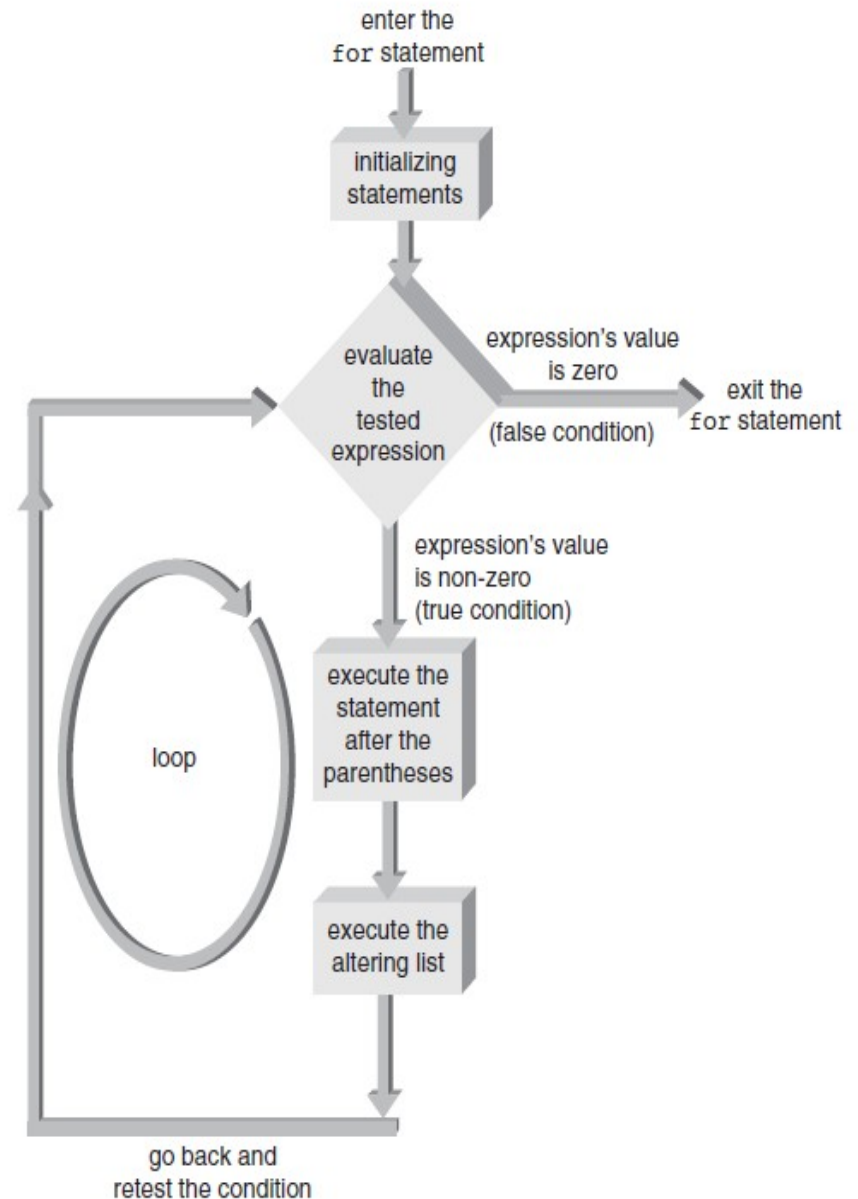 enter the
for statement
initializing
statements
evaluate
the
tested
expression
expression's value
is zero
(false condition)
exit the
for statement
expression's value
is non-zero
(true condition)
execute the
statement
after the
parentheses
loop
execute the
altering list
go back and
retest the condition